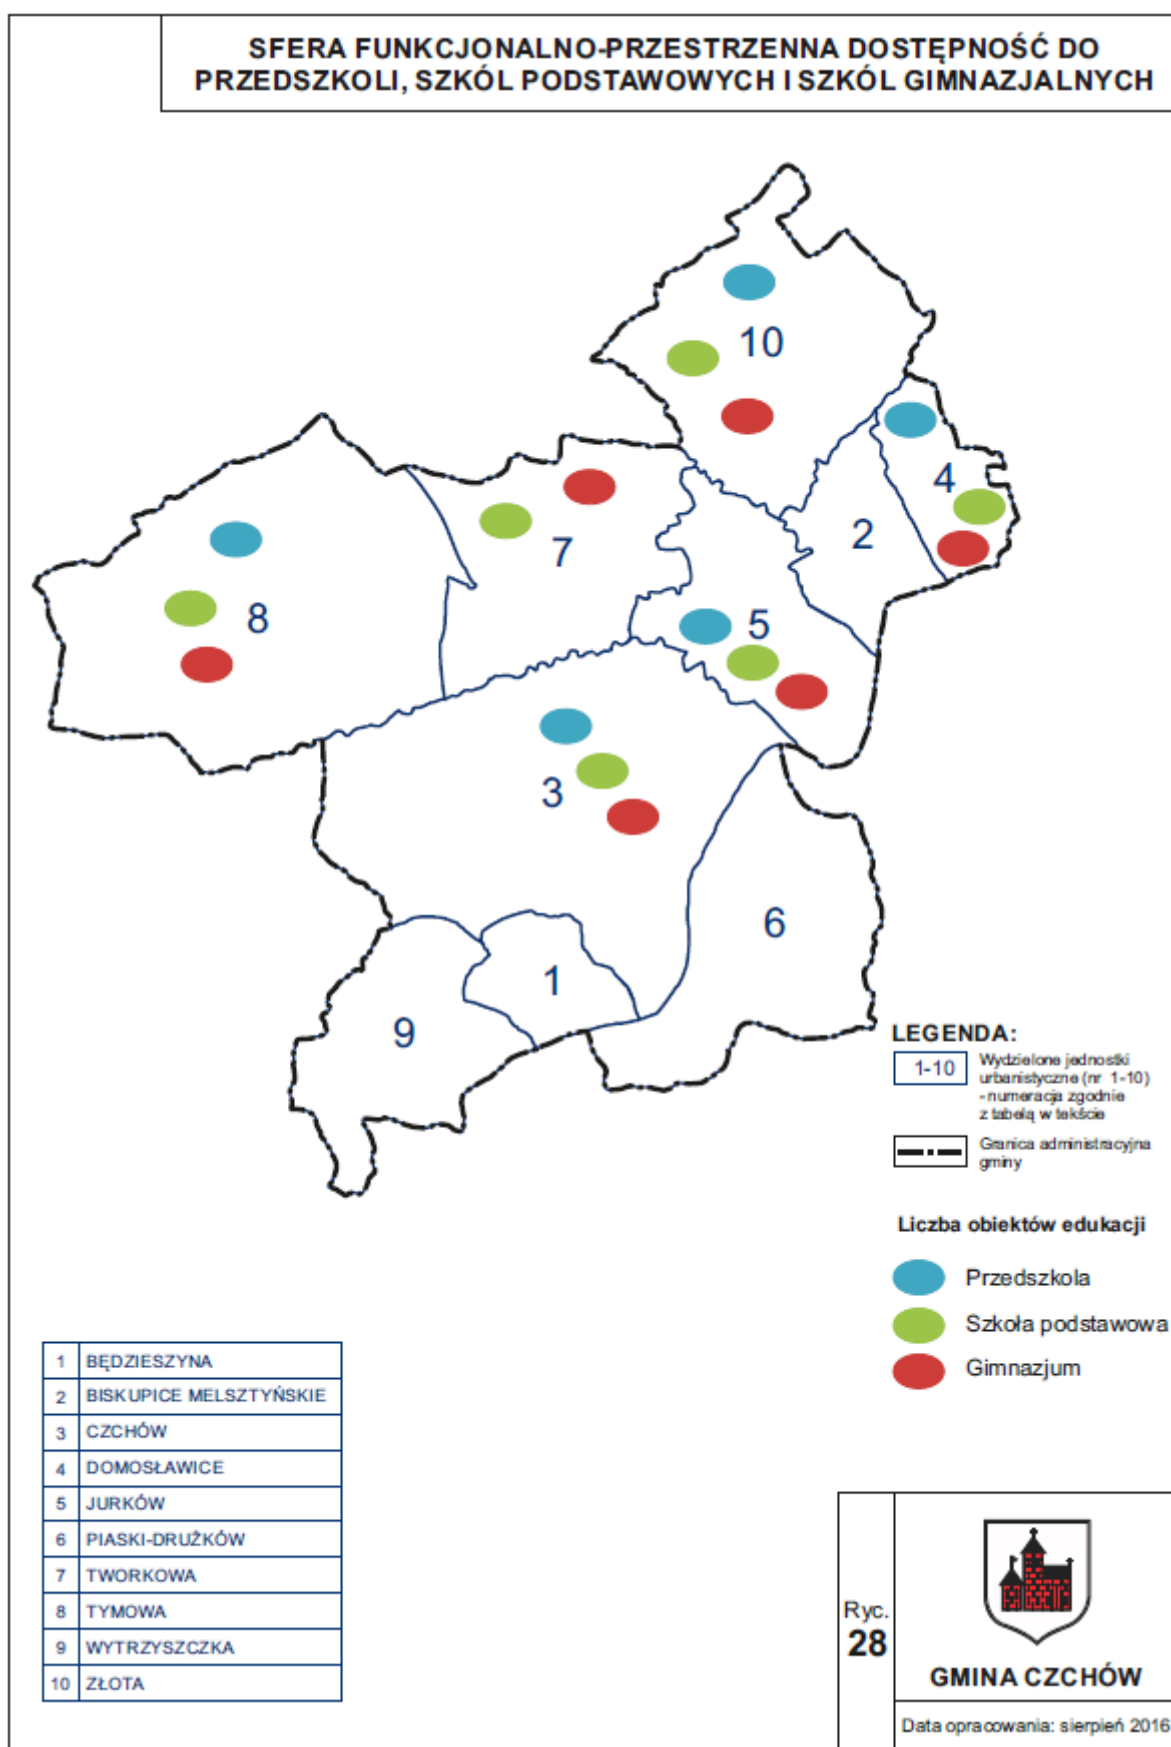 SFERA FUNKCJONALNO-PRZESTRZENNA DOSTĘPNOŚĆ DO
PRZEDSZKOLI, SZKÓL PODSTAWOWYCH I SZKÓL GIMNAZJALNYCH
10
4
2
7
5
8
3
6
1
9
LEGENDA:
1-10
Wydzielone jednostki
urbanistyczne (nr 1-10)
- numeracja zgodnie
z tabelą w tekście
Granica administracyjna
gminy
Liczba obiektów edukacji
Przedszkola
Szkoła podstawowa
Gimnazjum
1 BĘDZIESZYNA
2 BISKUPICE MELSZTYŃSKIE
3 CZCHÓW
4 DOMOSŁAWICE
5 JURKÓW
6 PIASKI-DRUŻKÓW
7 TWORKOWA
8 TYMOWA
9 WYTRZYSZCZKA
10 ZŁOTA
Ryc.
28
GMINA CZCHÓW
Data opracowania: sierpień 2016